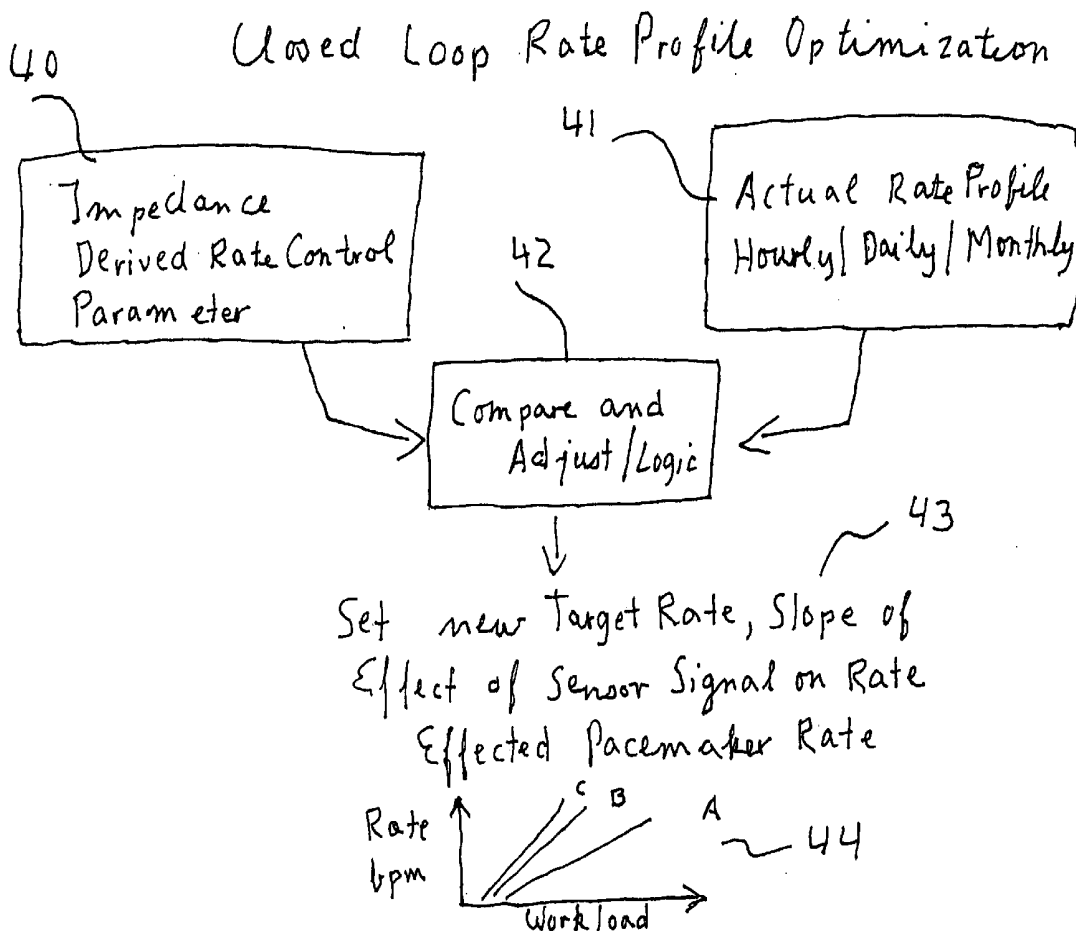 Closed Loop Rate Profile Optimization
40
41
Impedance
Derived Rate Control
Parameter
Actual Rate Profile
Hourly/ Daily/ Monthly
42
Compare and
Adjust/Logic
43
Set new Target Rate, Slope of
Effect of Sensor Signal on Rate
Effected Pacemaker Rate
Rate
bpm
C
B
A
44
Workload